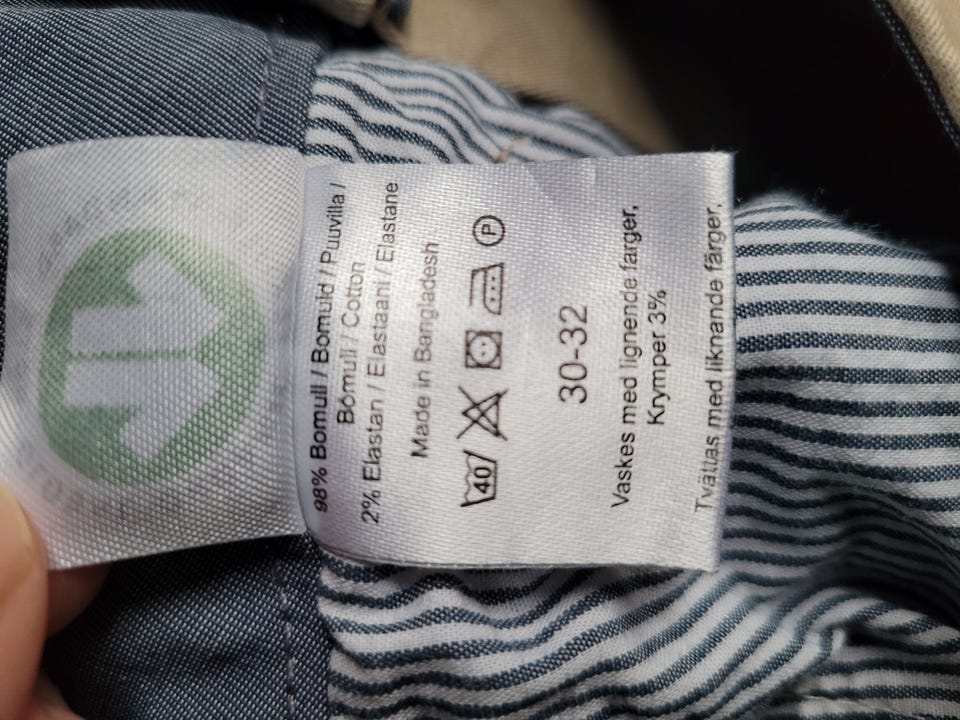 98% Bomull / Bomuld / Puuvilla /
Bómull / Cotton
2% Elastan / Elastaani / Elastane
Made in Bangladesh
40 P
30-32
Vaskes med lignende farger,
Krymper 3%
Tvättas med liknande färger,